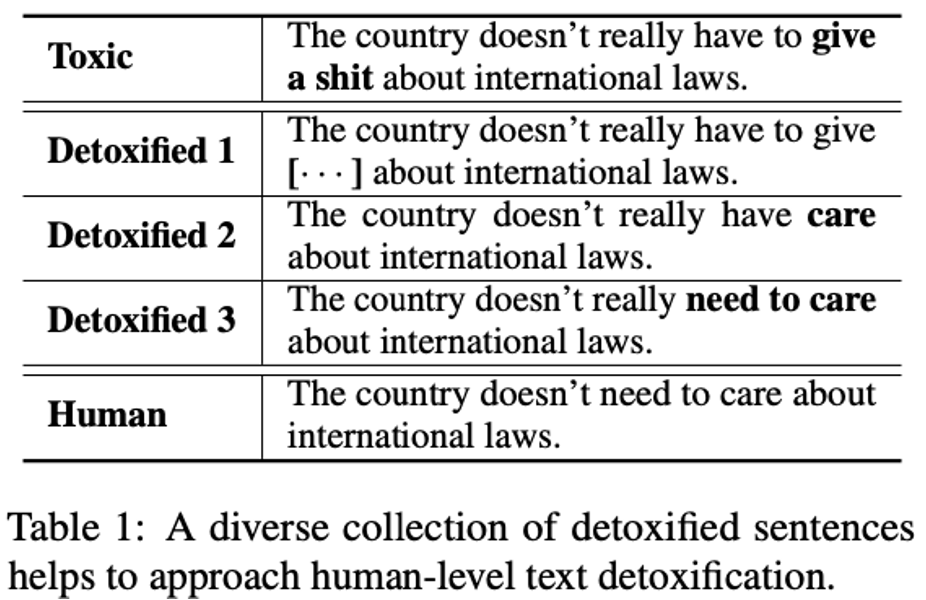 Toxic
The country doesn't really have to give
a shit about international laws.
Detoxified 1
The country doesn't really have to give
[···] about international laws.
Detoxified 2
The country doesn't really have care
about international laws.
Detoxified 3
The country doesn't really need to care
about international laws.
Human
The country doesn't need to care about
international laws.
Table 1: A diverse collection of detoxified sentences
helps to approach human-level text detoxification.